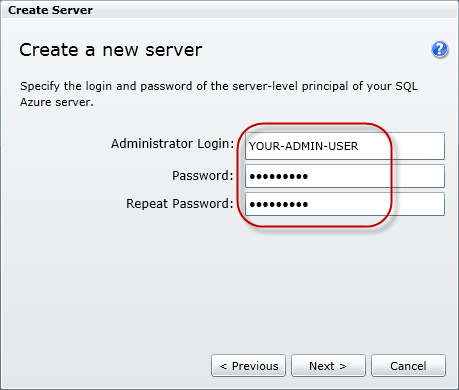 Create Server
Create a new server
?
Specify the login and password of the server-level principal of your SQL
Azure server.
Administrator Login: YOUR-ADMIN-USER
Password: ●●●●●●●●●
Repeat Password: ●●●●●●●●●
< Previous Next > Cancel